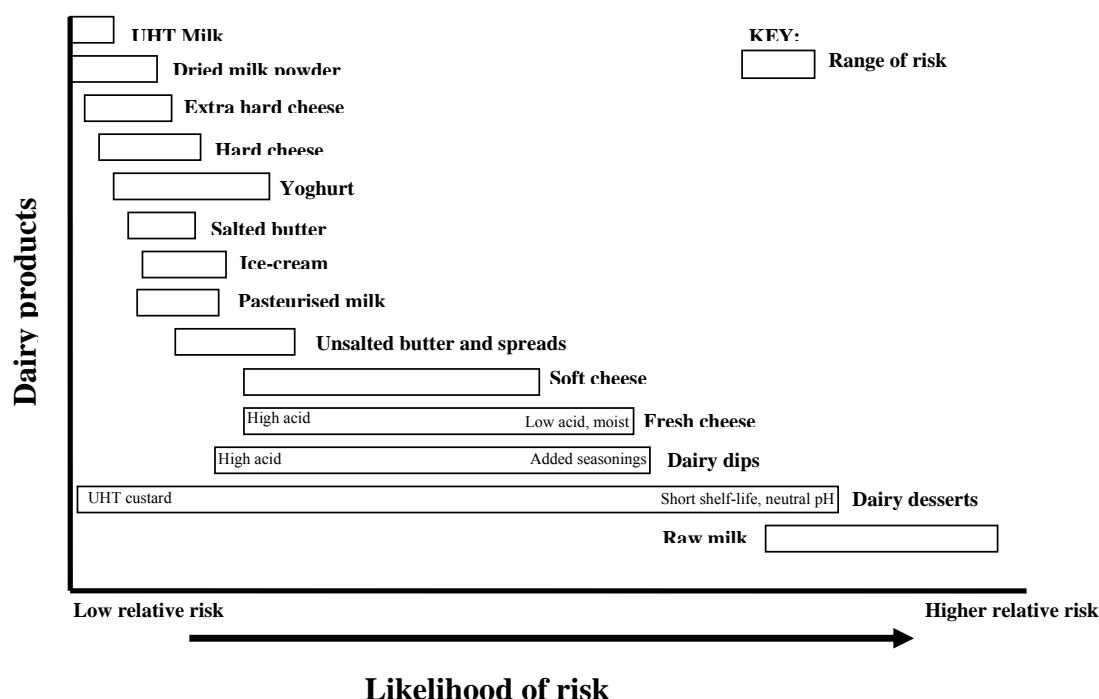 UHT Milk
KEY:
Dried milk powder
Range of risk
Extra hard cheese
Hard cheese
Yoghurt
Salted butter
Ice-cream
Pasteurised milk
Unsalted butter and spreads
Soft cheese
High acid
Low acid, moist
Fresh cheese
High acid
Added seasonings
Dairy dips
UHT custard
Short shelf-life, neutral pH
Dairy desserts
Raw milk
Dairy products
Low relative risk
Higher relative risk
Likelihood of risk